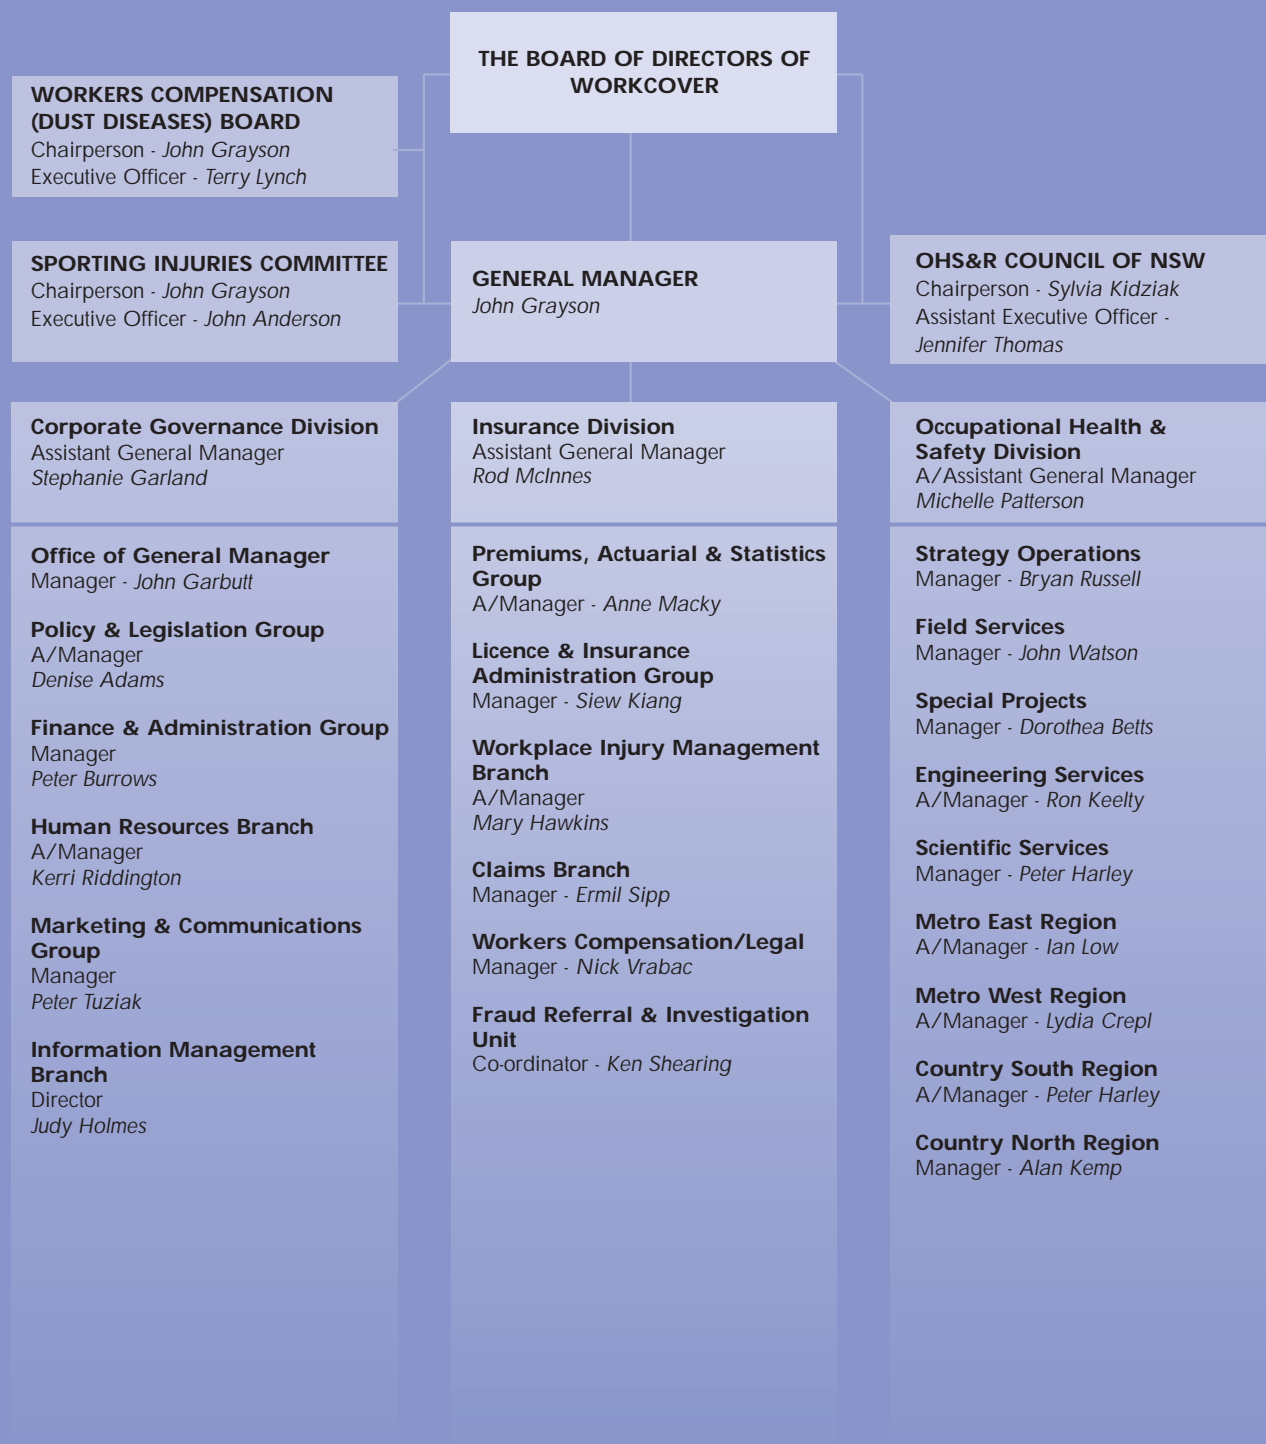 THE BOARD OF DIRECTORS OF
WORKCOVER
WORKERS COMPENSATION
(DUST DISEASES) BOARD
Chairperson - John Grayson
Executive Officer - Terry Lynch
SPORTING INJURIES COMMITTEE
Chairperson - John Grayson
Executive Officer - John Anderson
GENERAL MANAGER
John Grayson
OHS&R COUNCIL OF NSW
Chairperson - Sylvia Kidziak
Assistant Executive Officer -
Jennifer Thomas
Corporate Governance Division
Assistant General Manager
Stephanie Garland
Office of General Manager
Manager - John Garbutt
Policy & Legislation Group
A/Manager
Denise Adams
Finance & Administration Group
Manager
Peter Burrows
Human Resources Branch
A/Manager
Kerri Riddington
Marketing & Communications
Group
Manager
Peter Tuziak
Information Management
Branch
Director
Judy Holmes
Insurance Division
Assistant General Manager
Rod McInnes
Premiums, Actuarial & Statistics
Group
A/Manager - Anne Macky
Licence & Insurance
Administration Group
Manager - Siew Kiang
Workplace Injury Management
Branch
A/Manager
Mary Hawkins
Claims Branch
Manager - Ermil Sipp
Workers Compensation/Legal
Manager - Nick Vrabac
Fraud Referral & Investigation
Unit
Co-ordinator - Ken Shearing
Occupational Health &
Safety Division
A/Assistant General Manager
Michelle Patterson
Strategy Operations
Manager - Bryan Russell
Field Services
Manager - John Watson
Special Projects
Manager - Dorothea Betts
Engineering Services
A/Manager - Ron Keelty
Scientific Services
Manager - Peter Harley
Metro East Region
A/Manager - Ian Low
Metro West Region
A/Manager - Lydia Crepl
Country South Region
A/Manager - Peter Harley
Country North Region
Manager - Alan Kemp